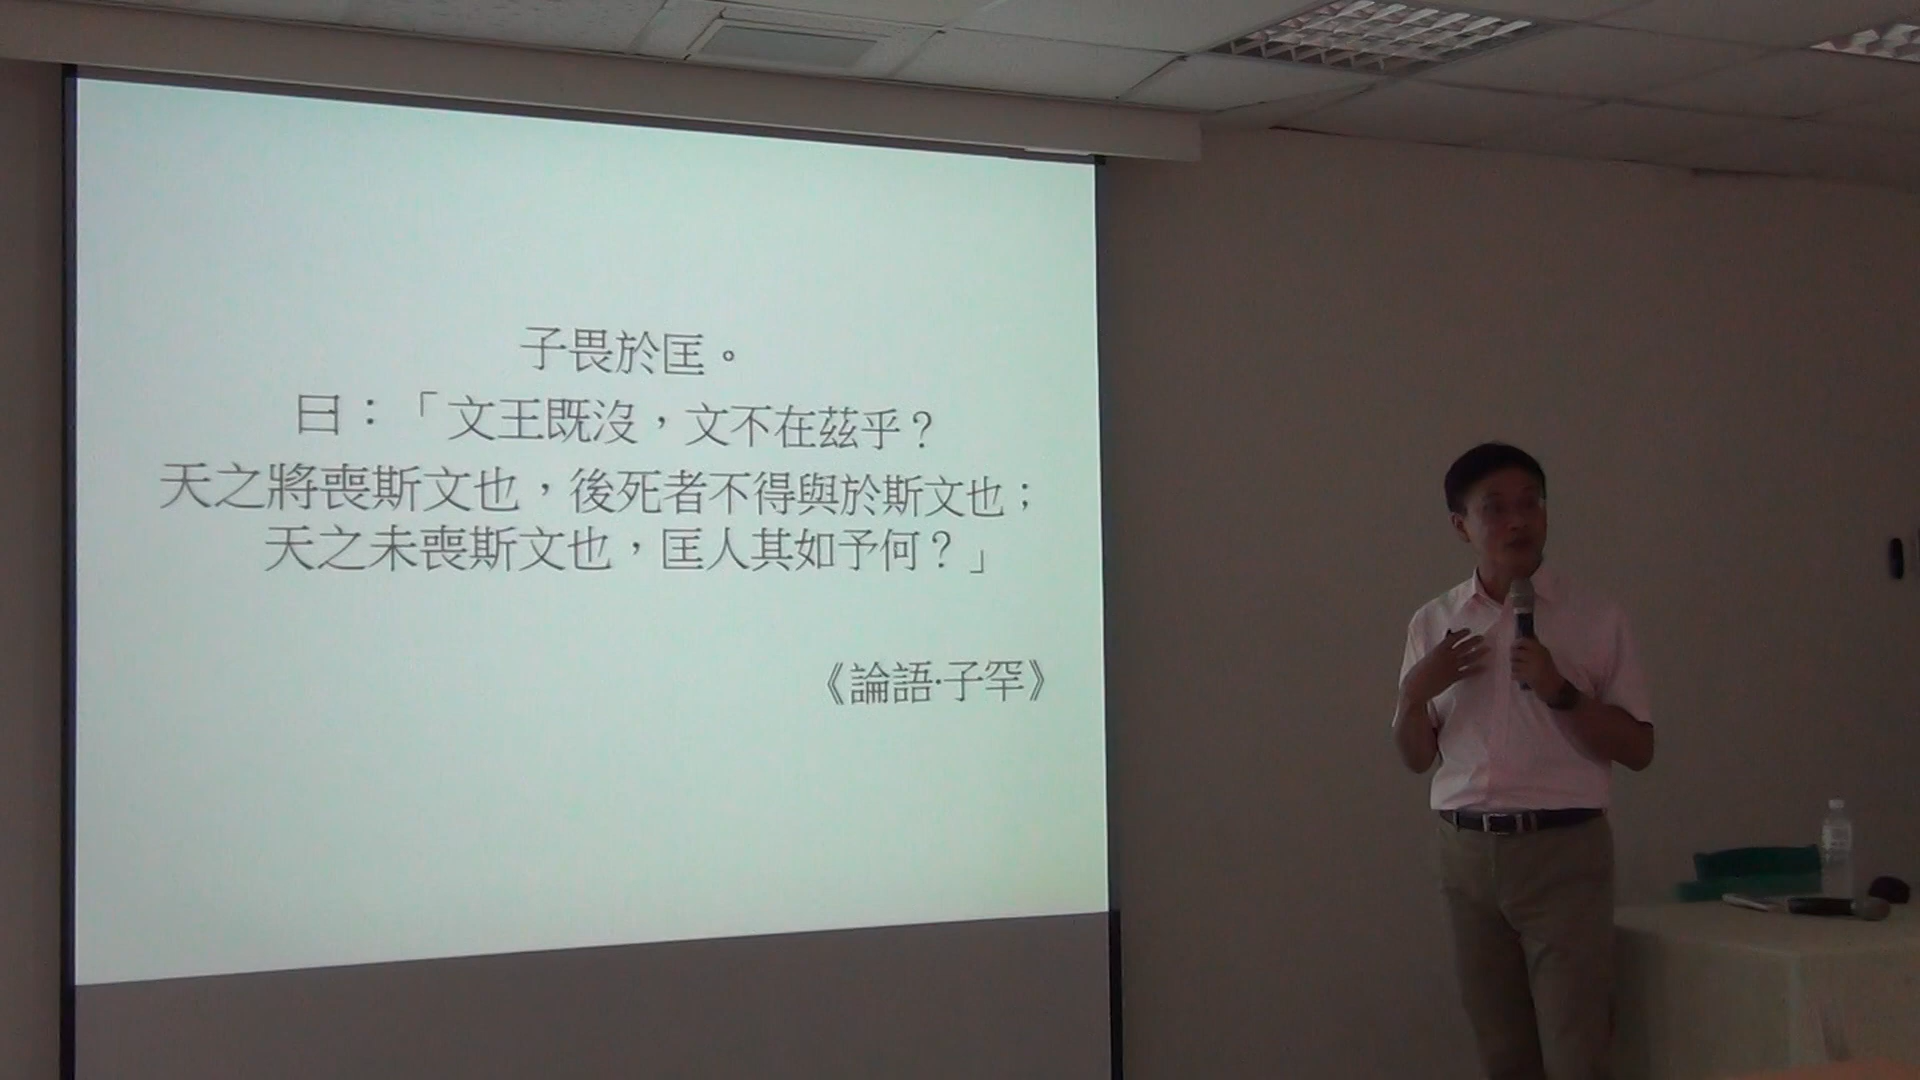 子畏於匡。
曰：「文王既沒，文不在茲乎？
天之將喪斯文也，後死者不得與於斯文也；
天之未喪斯文也，匡人其如予何？」
《論語·子罕》